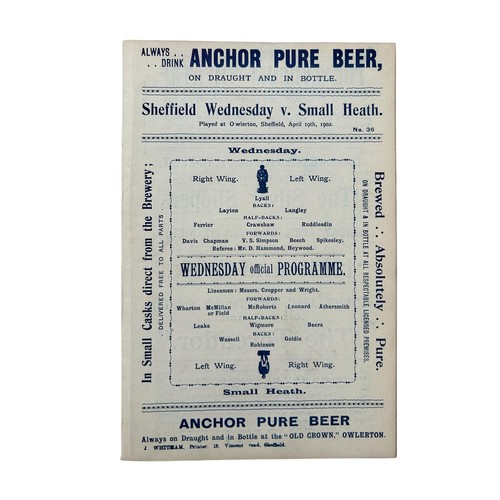 ALWAYS . .
. . DRINK ANCHOR PURE BEER,
ON DRAUGHT AND IN BOTTLE.
Sheffield Wednesday v. Small Heath.
Played at Owlerton, Sheffield, April 19th, 1902.
No. 36
Wednesday.
Right Wing. Left Wing.
Lyall
BACKS:
Layton Langley
HALF-BACKS:
Ferrier Crawshaw Ruddlesdin
FORWARDS:
Davis Chapman V. S. Simpson Beech Spikesley.
Referee: Mr. D. Hammond, Heywood.
WEDNESDAY official PROGRAMME.
Linesmen: Messrs. Cropper and Wright.
FORWARDS:
Wharton McMillan McRoberts Leonard Athersmith
or Field
HALF-BACKS:
Leake Wigmore Beers
BACKS:
Wassell Goldie
Robinson
Left Wing. Right Wing.
Small Heath.
In Small Casks direct from the Brewery;
. . DELIVERED FREE TO ALL PARTS . .
Brewed ∴ Absolutely ∴ Pure.
ON DRAUGHT & IN BOTTLE AT ALL RESPECTABLE LICENSED PREMISES.
ANCHOR PURE BEER
Always on Draught and in Bottle at the "OLD CROWN," OWLERTON.
J. WHITHAM, Printer, 18, Vincent road, Sheffield.